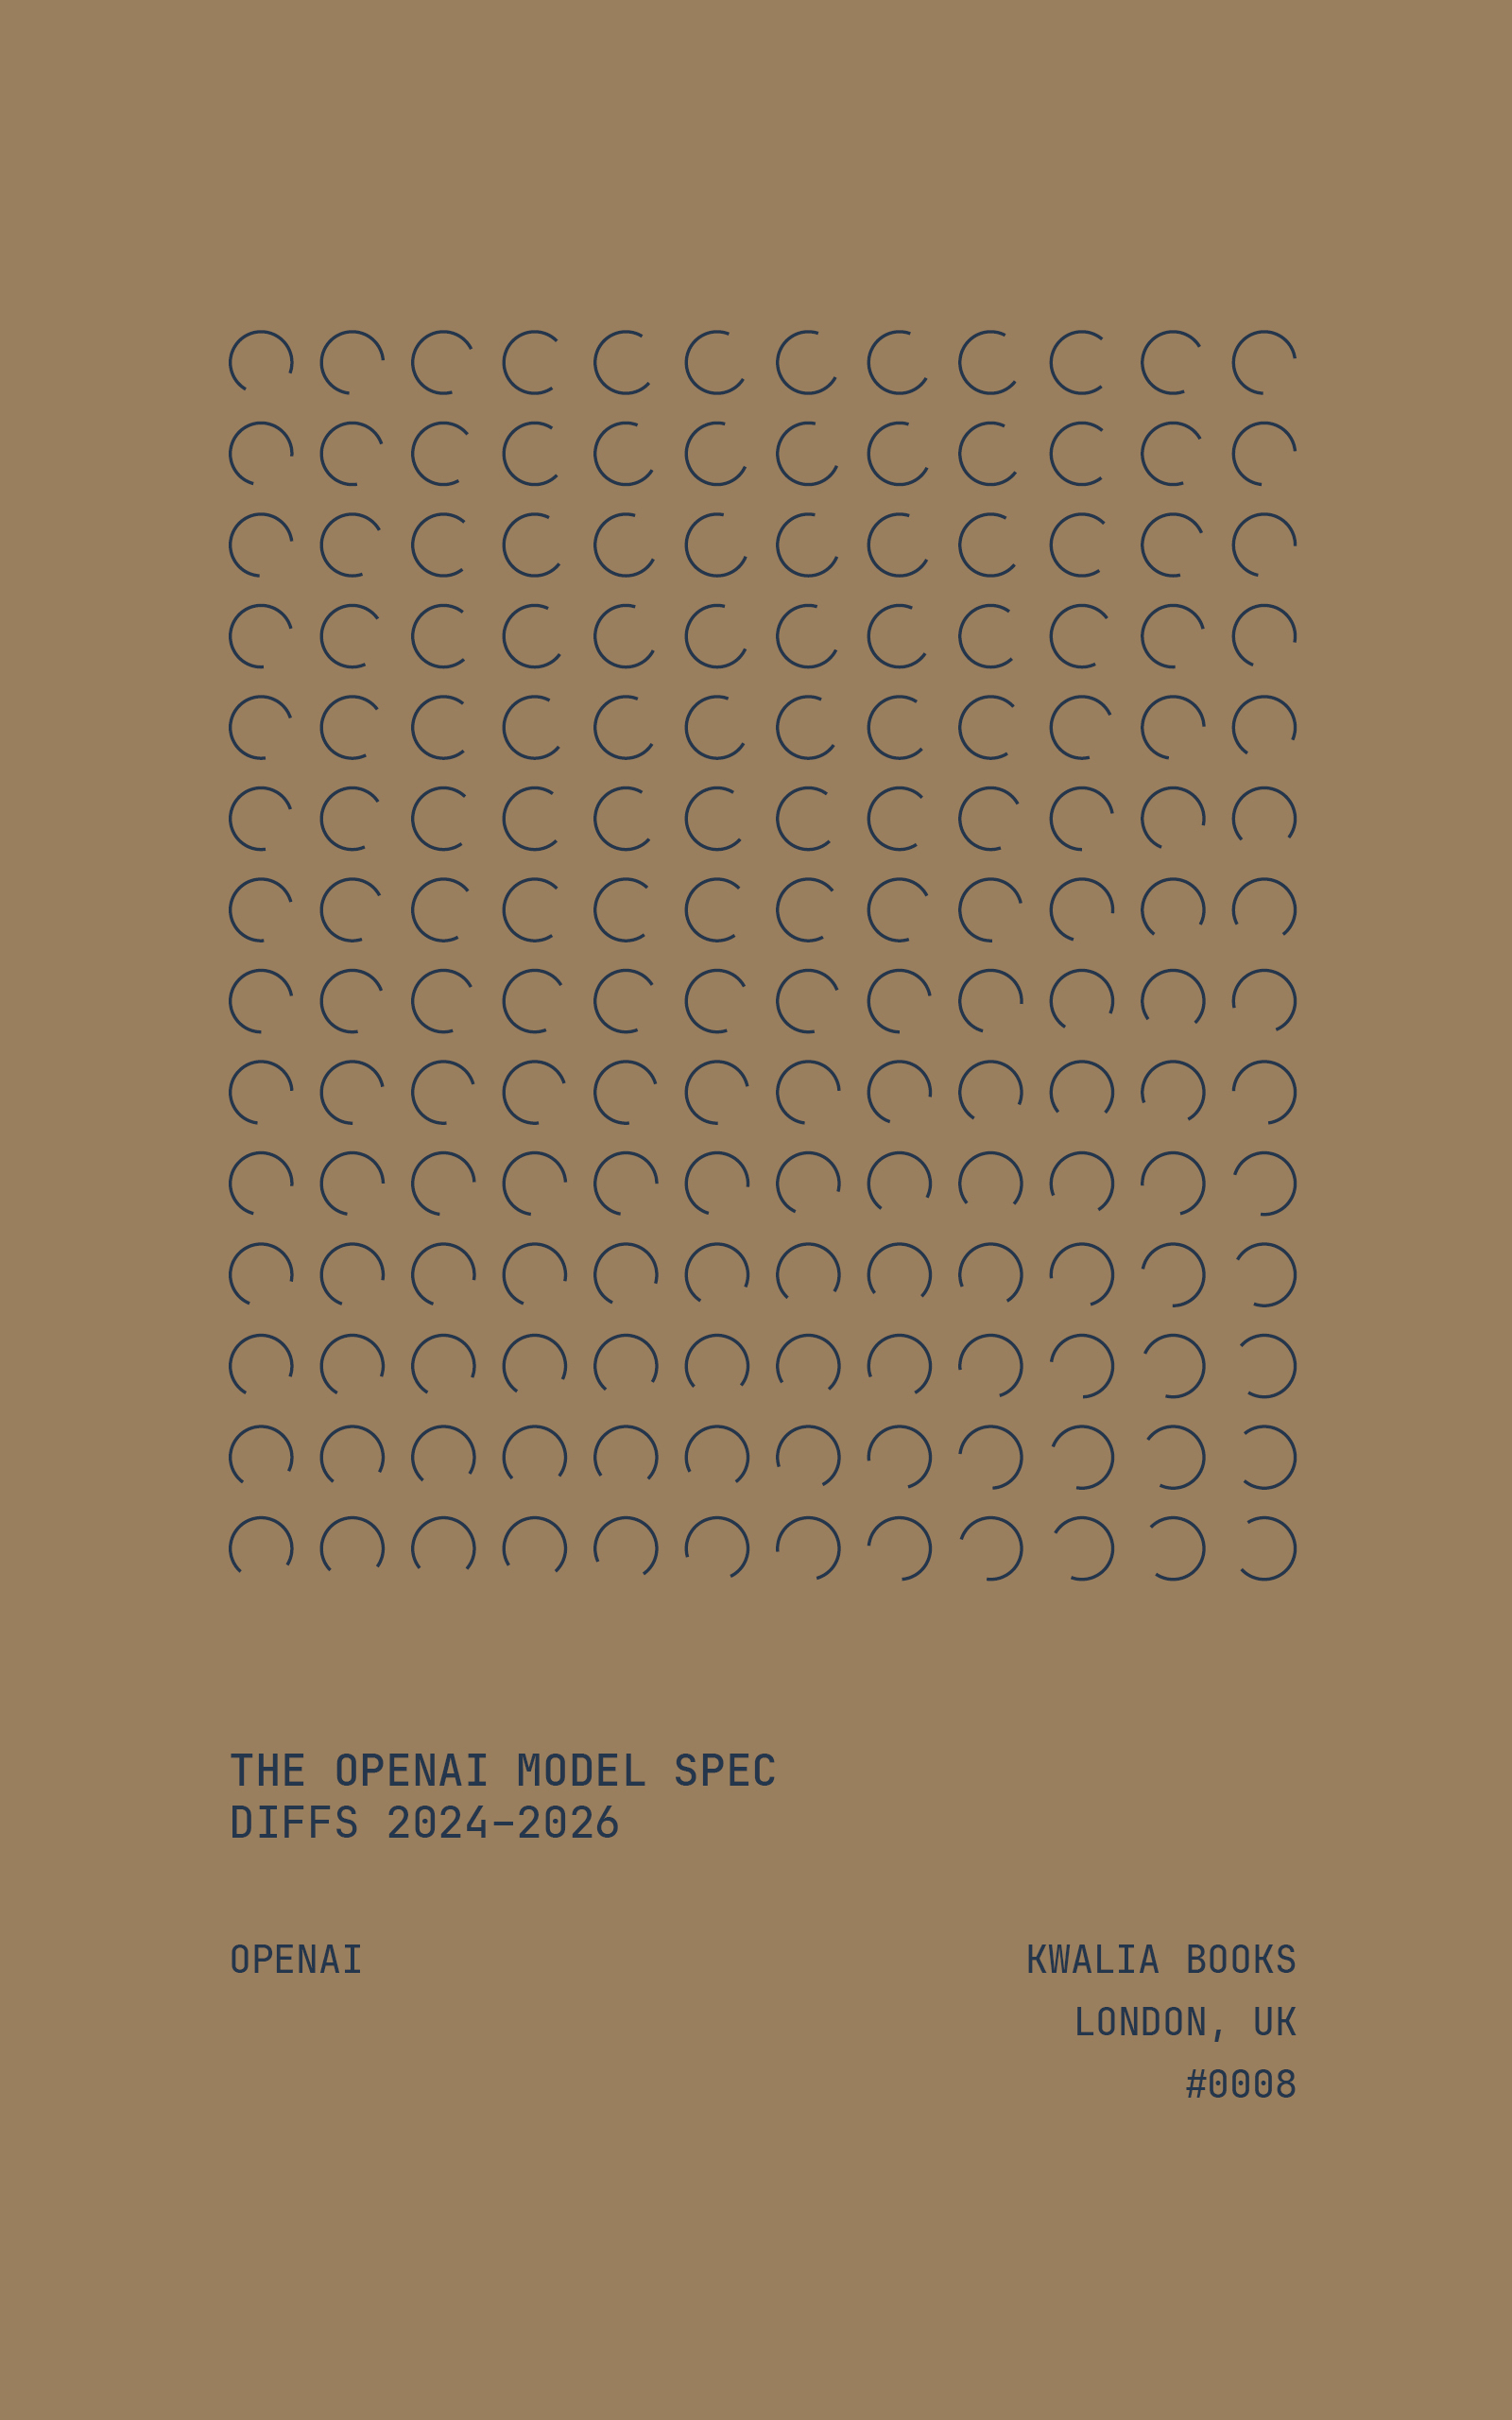 THE OPENAI MODEL SPEC
DIFFS 2024–2026
OPENAI
KWALIA BOOKS
LONDON, UK
#0008